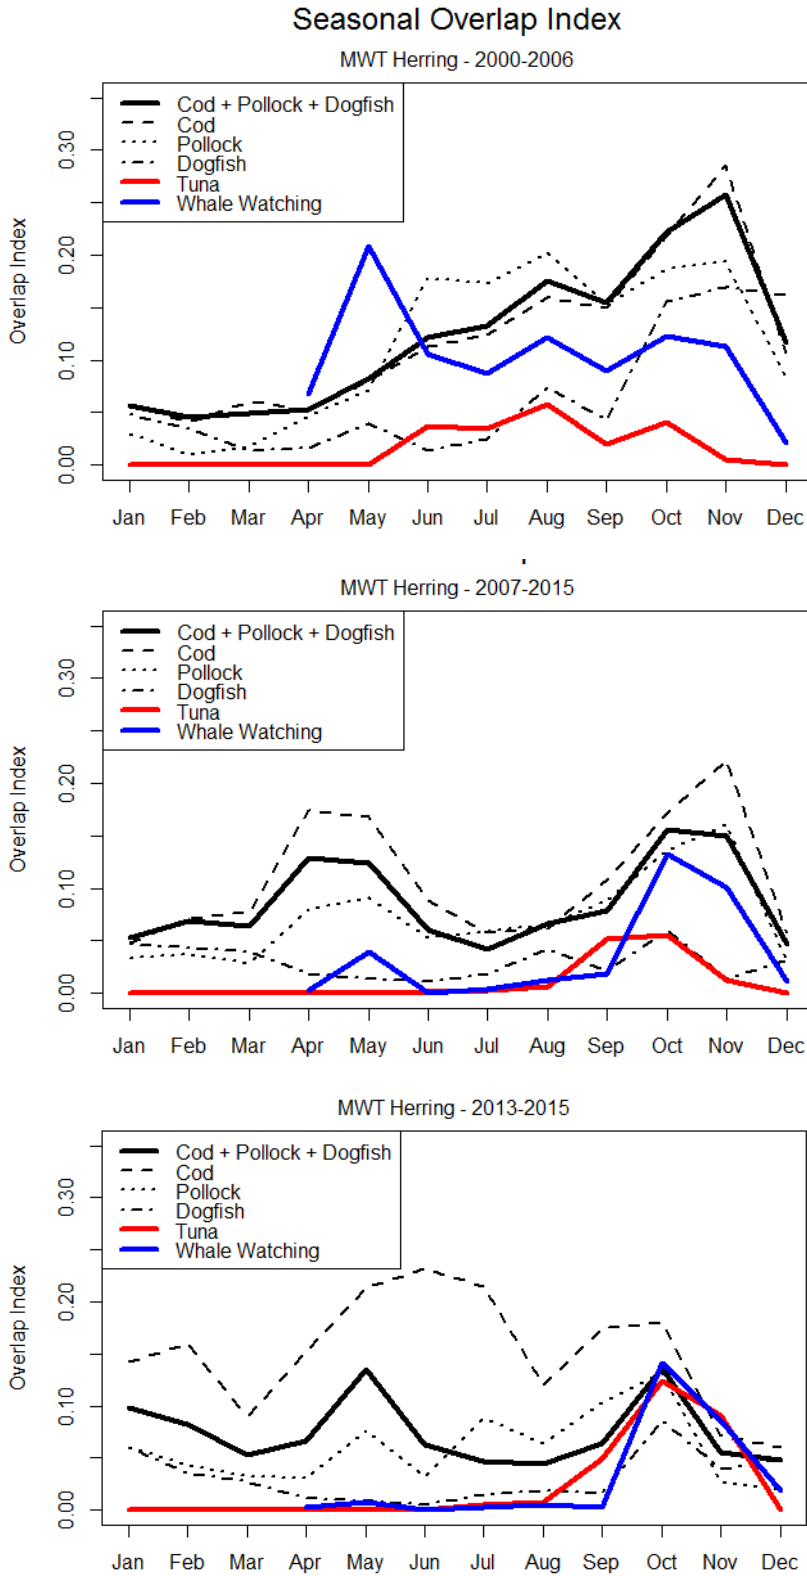 Seasonal Overlap Index
MWT Herring - 2000-2006
Cod + Pollock + Dogfish
Cod
Pollock
Dogfish
Tuna
Whale Watching
Overlap Index
0.30
0.20
0.10
0.00
Jan Feb Mar Apr May Jun Jul Aug Sep Oct Nov Dec
MWT Herring - 2007-2015
Cod + Pollock + Dogfish
Cod
Pollock
Dogfish
Tuna
Whale Watching
Overlap Index
0.30
0.20
0.10
0.00
Jan Feb Mar Apr May Jun Jul Aug Sep Oct Nov Dec
MWT Herring - 2013-2015
Cod + Pollock + Dogfish
Cod
Pollock
Dogfish
Tuna
Whale Watching
Overlap Index
0.30
0.20
0.10
0.00
Jan Feb Mar Apr May Jun Jul Aug Sep Oct Nov Dec